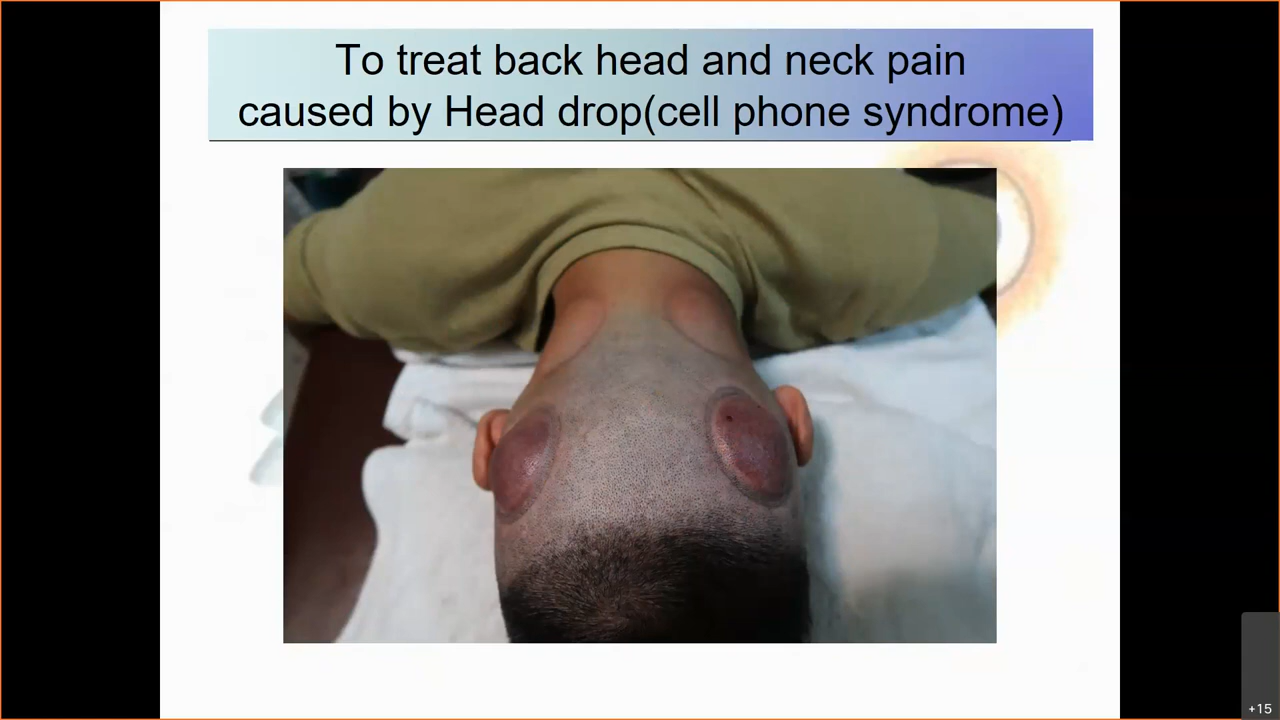 To treat back head and neck pain
caused by Head drop(cell phone syndrome)
+15